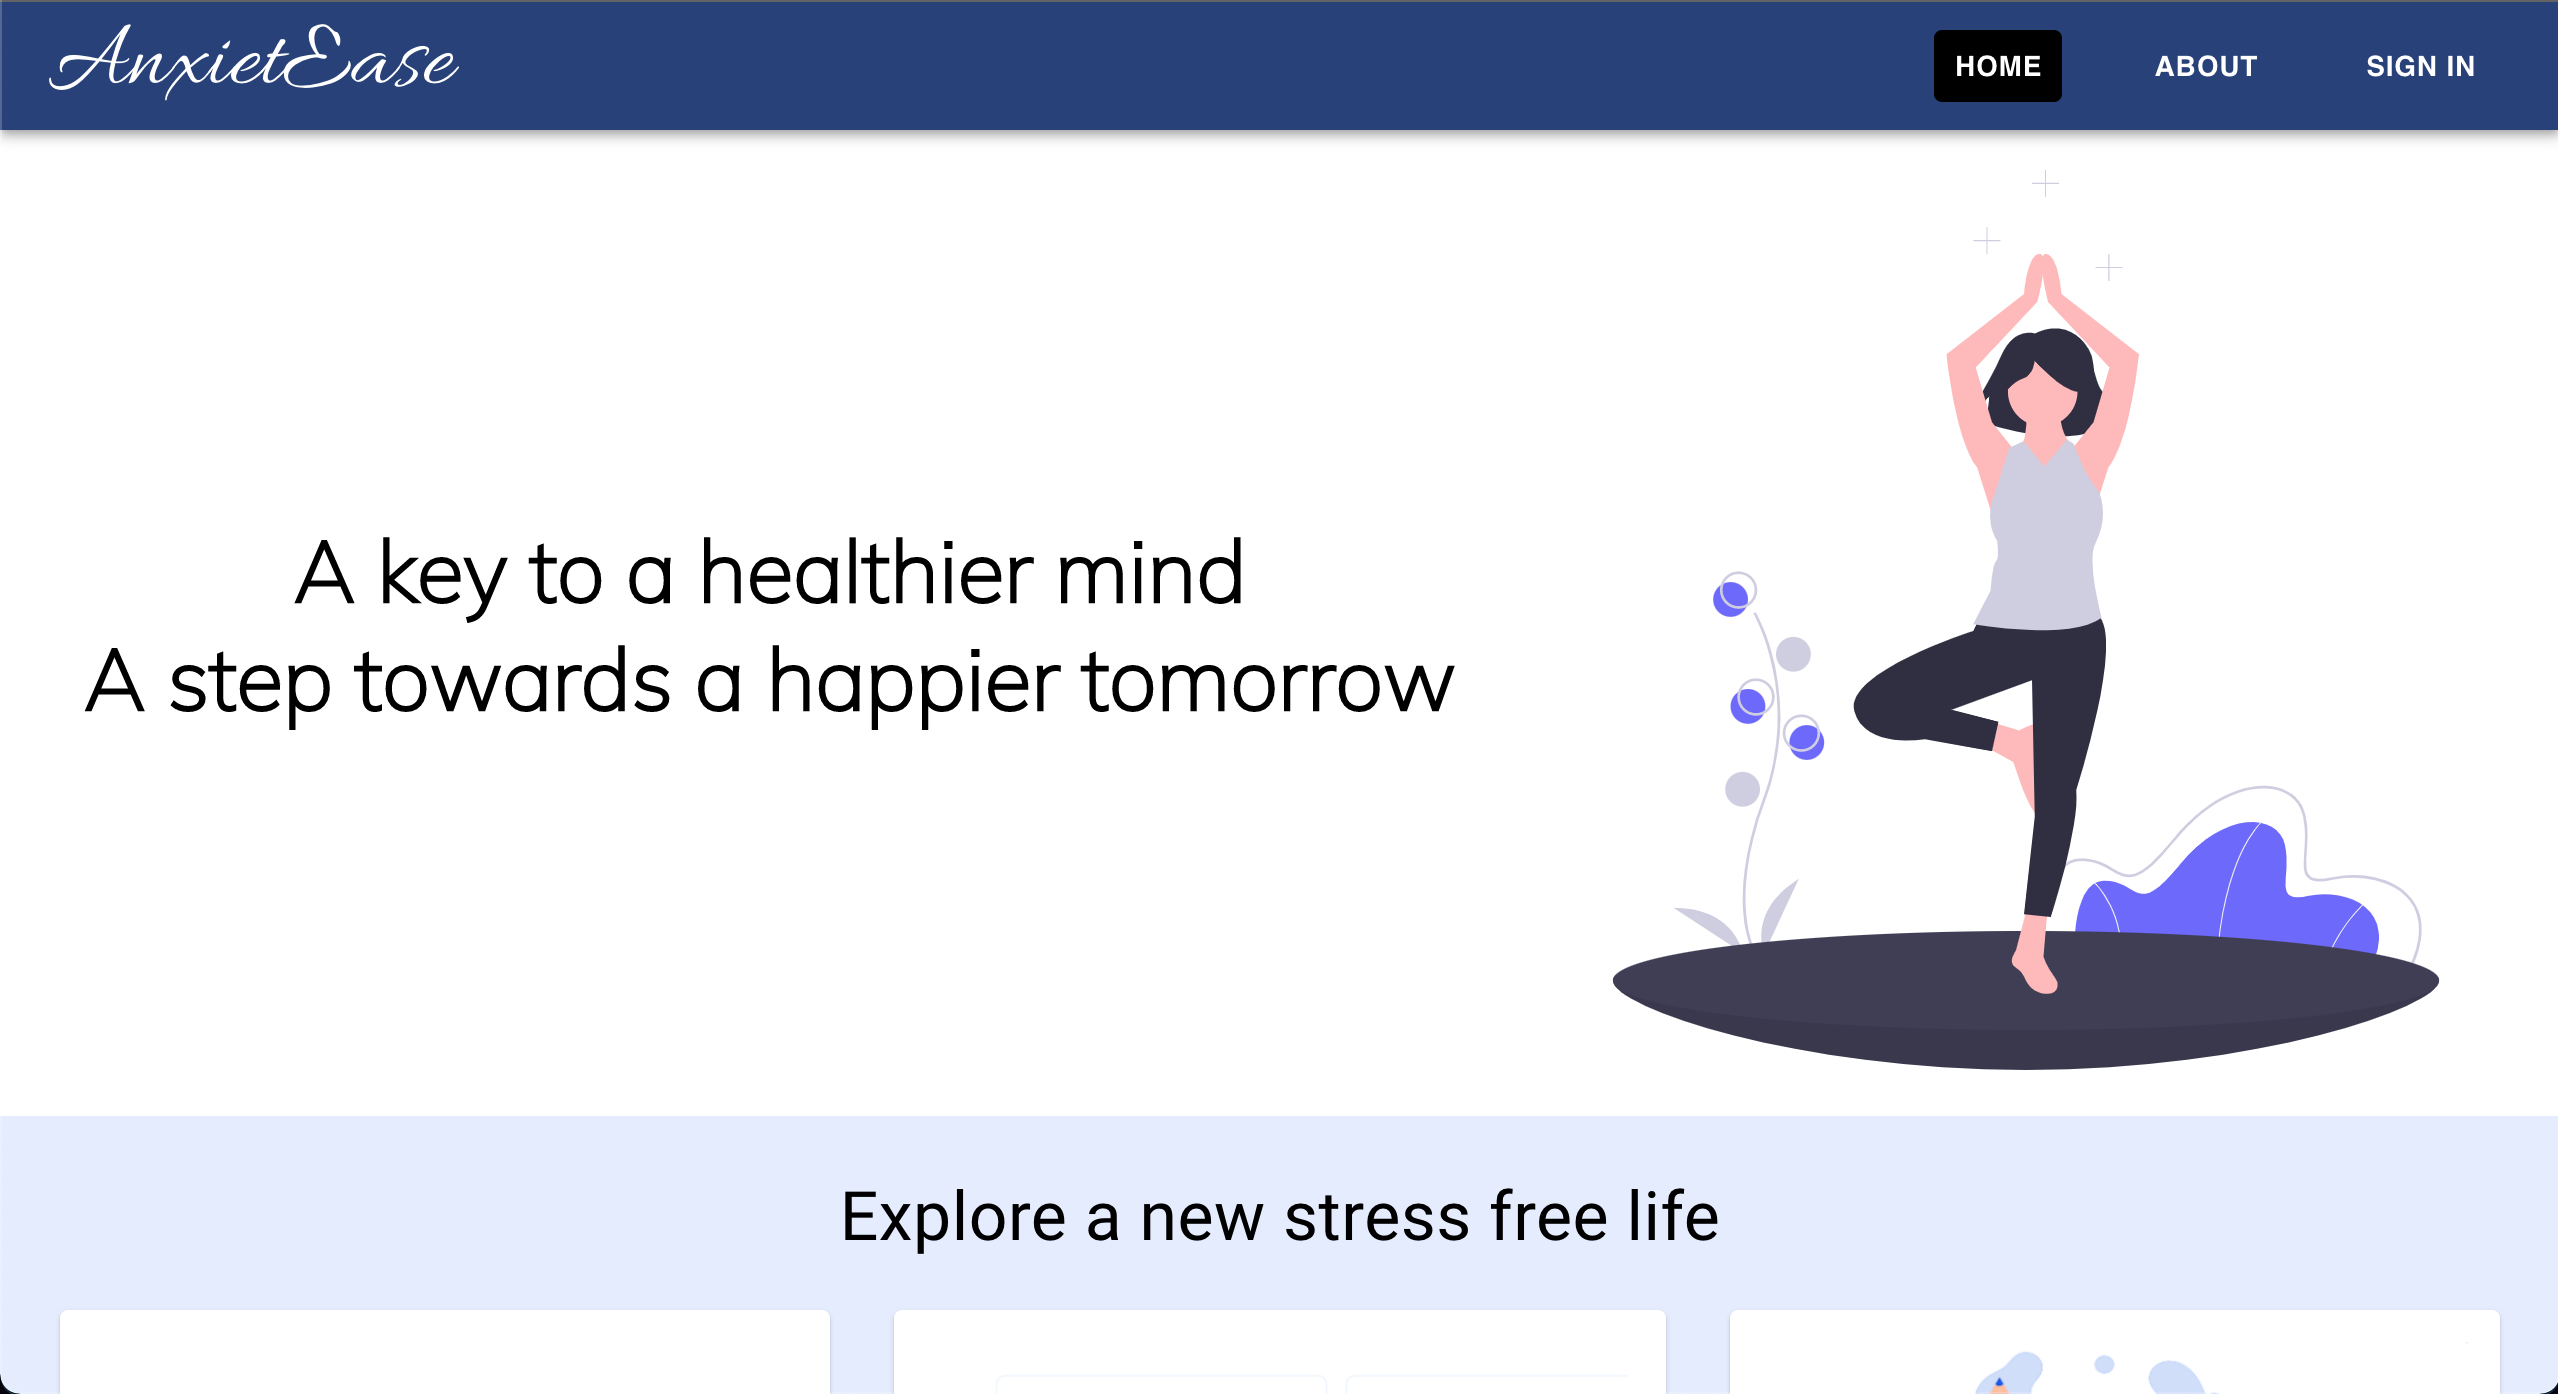 AnxietEase
HOME ABOUT SIGN IN
A key to a healthier mind
A step towards a happier tomorrow
Explore a new stress free life